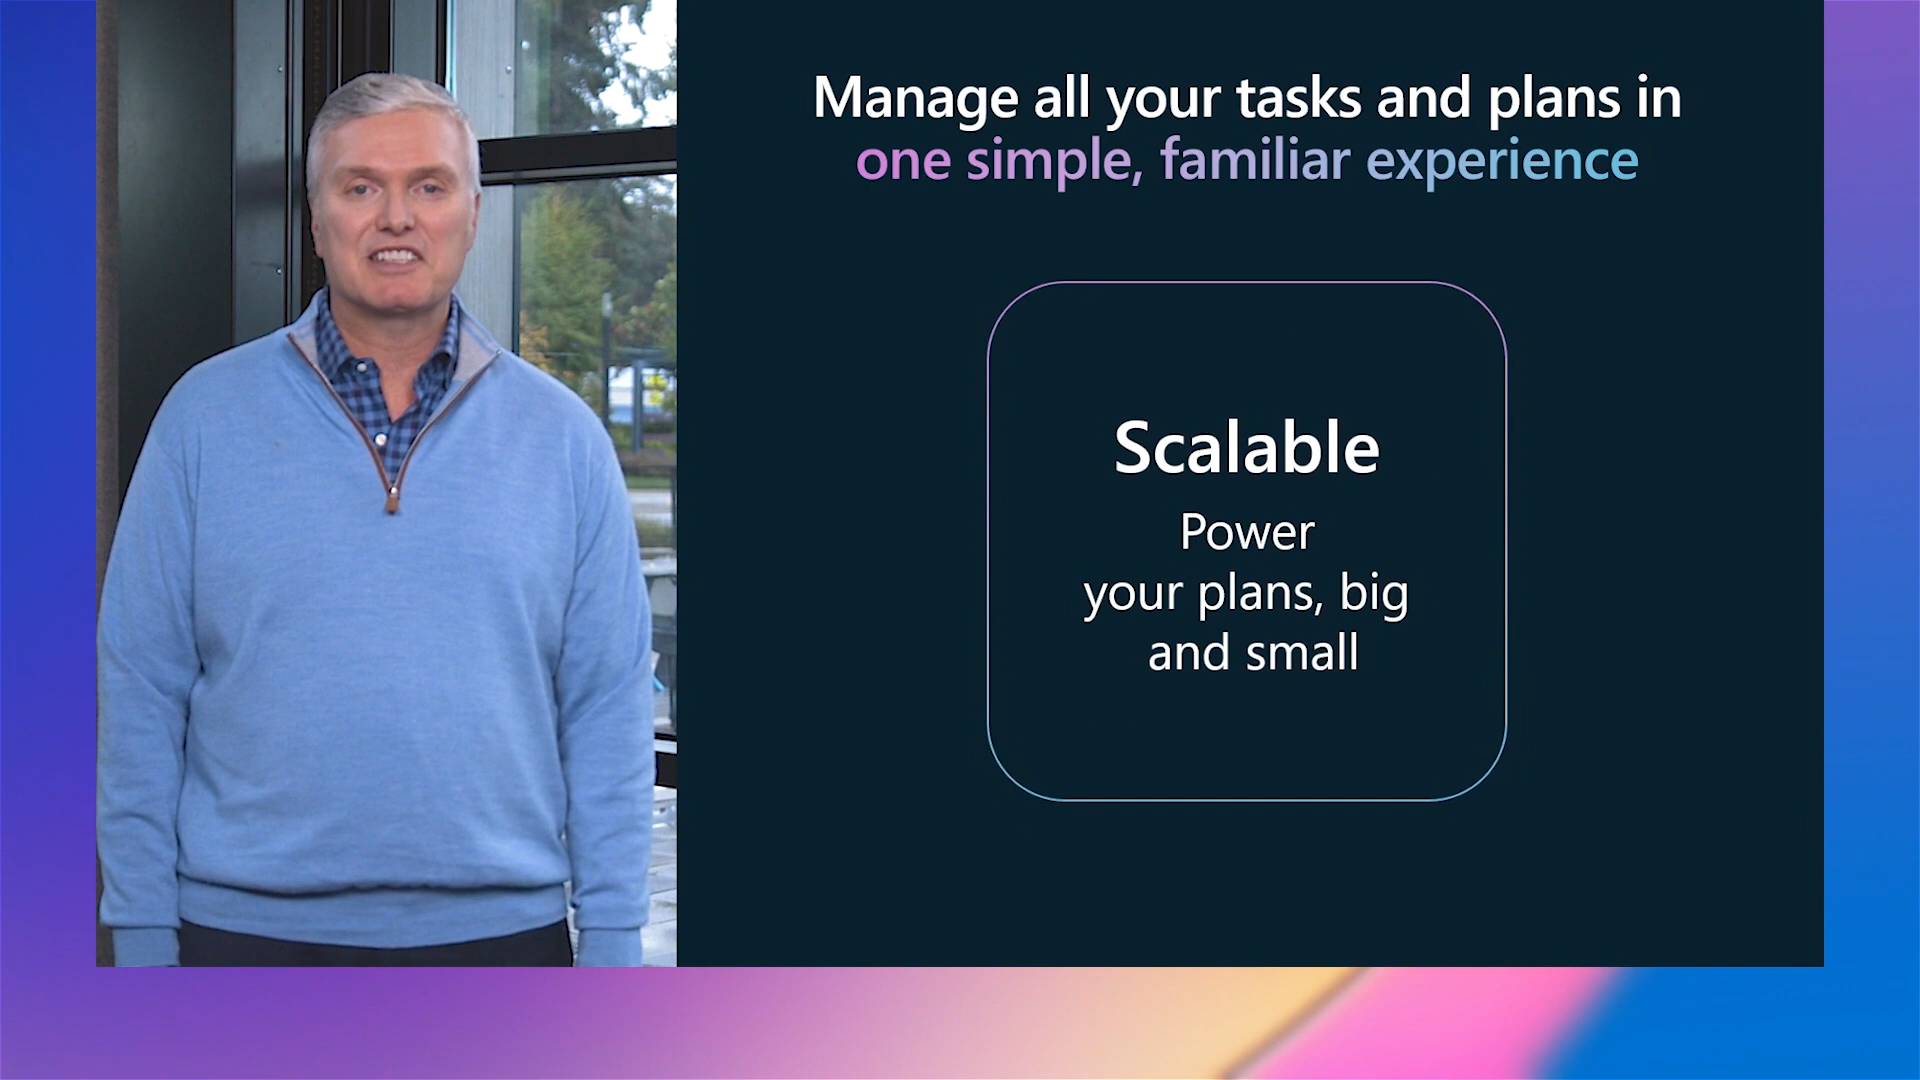 Manage all your tasks and plans in
one simple, familiar experience
Scalable
Power
your plans, big
and small